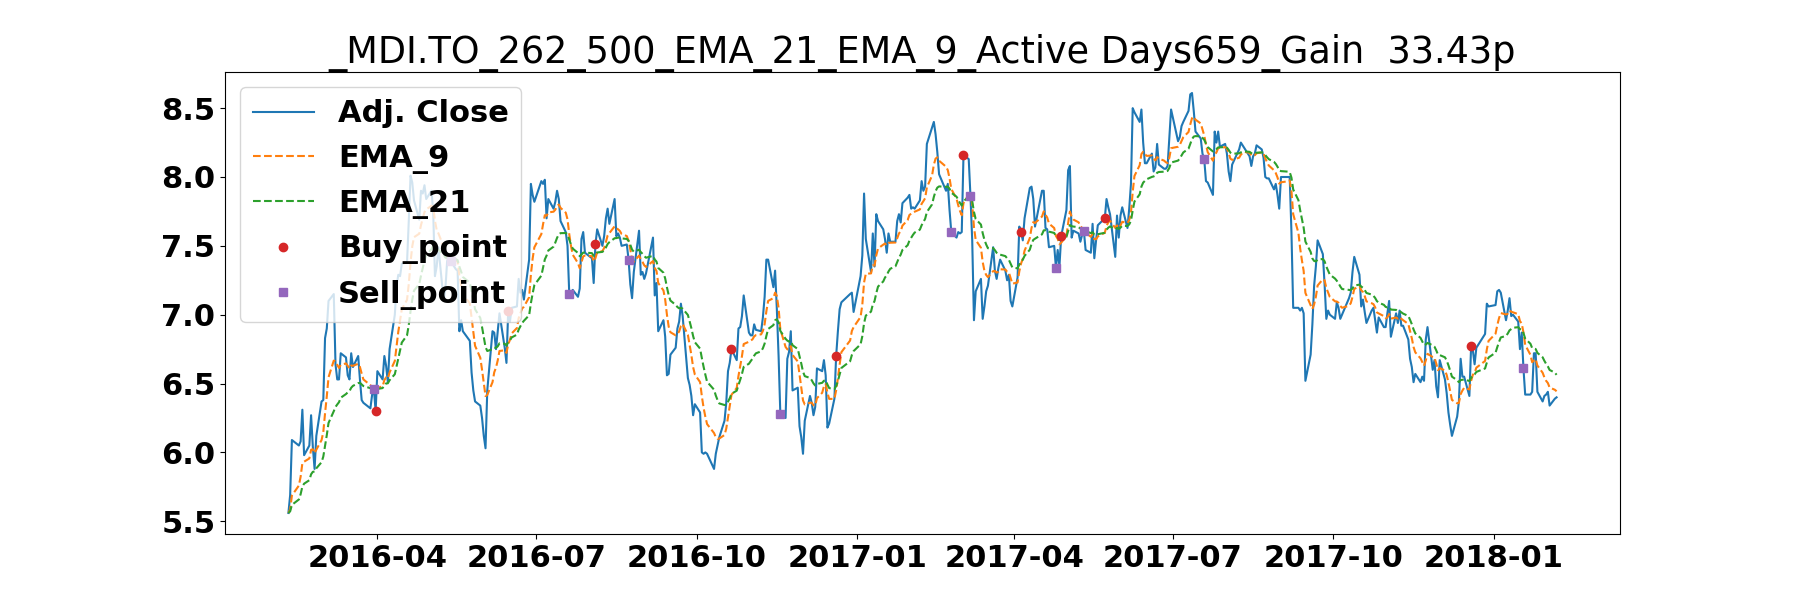 _MDI.TO_262_500_EMA_21_EMA_9_Active Days659_Gain  33.43p
8.5
8.0
7.5
7.0
6.5
6.0
5.5
Adj. Close
EMA_9
EMA_21
Buy_point
Sell_point
2016-04 2016-07 2016-10 2017-01 2017-04 2017-07 2017-10 2018-01